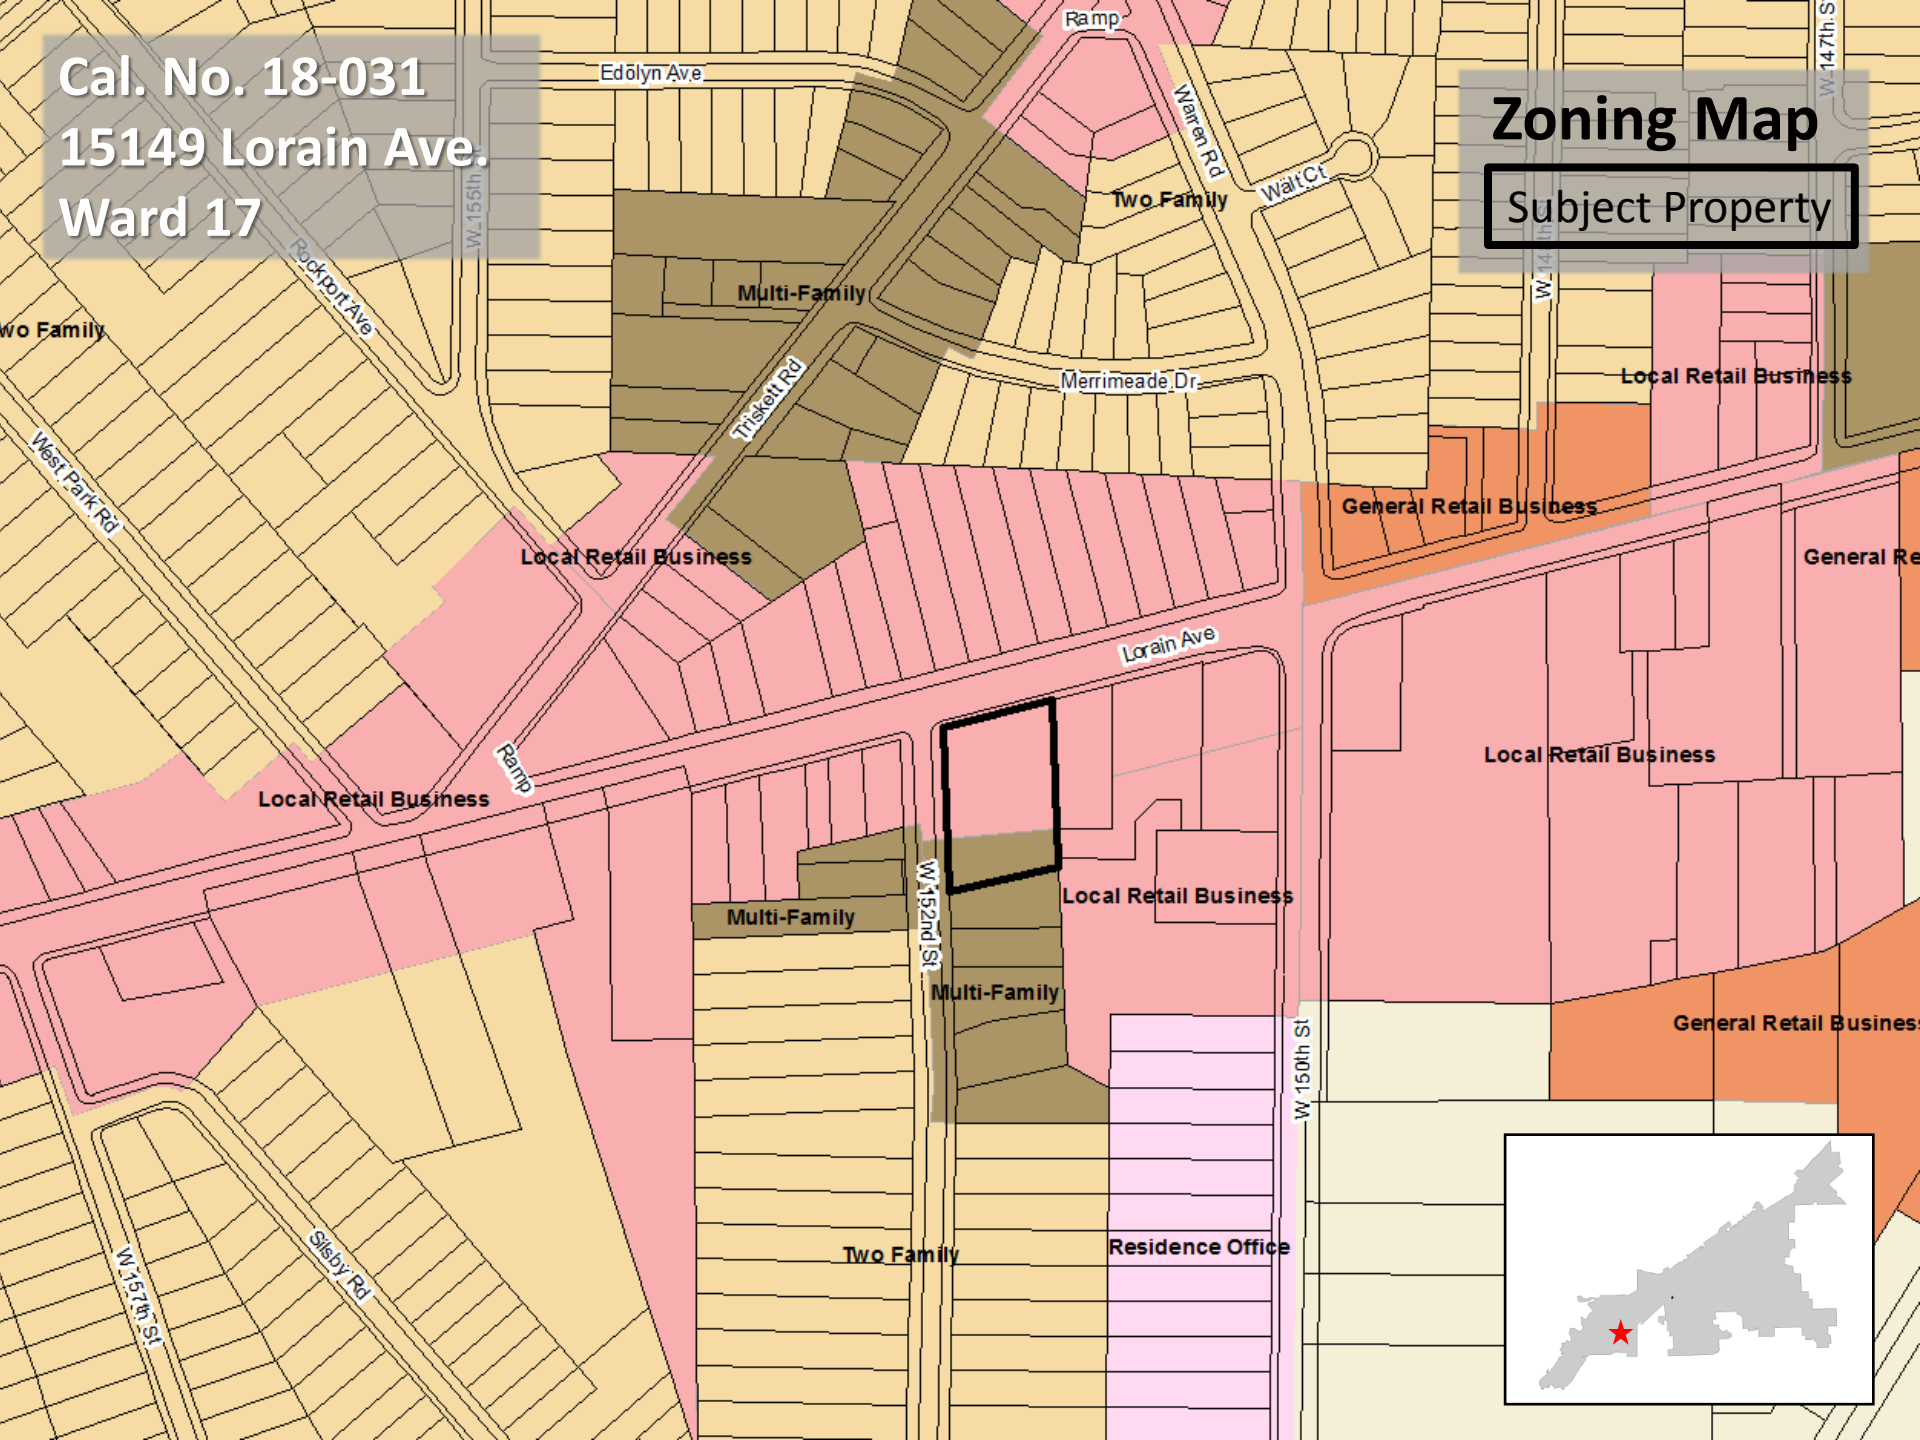 Ramp
Edolyn Ave
Cal. No. 18-031
15149 Lorain Ave.
Ward 17
Zoning Map
Subject Property
W 147th S
W 155th
Warren Rd
Walt Ct
Two Family
Rockport Ave
Multi-Family
wo Family
Merrimeade Dr
Triskett Rd
Local Retail Business
West Park Rd
General Retail Business
Local Retail Business
General Re
Lorain Ave
Ramp
Local Retail Business
Local Retail Business
W 152nd St
Local Retail Business
Multi-Family
Multi-Family
General Retail Business
W 150th St
Two Family
Residence Office
Silsby Rd
W 157th St